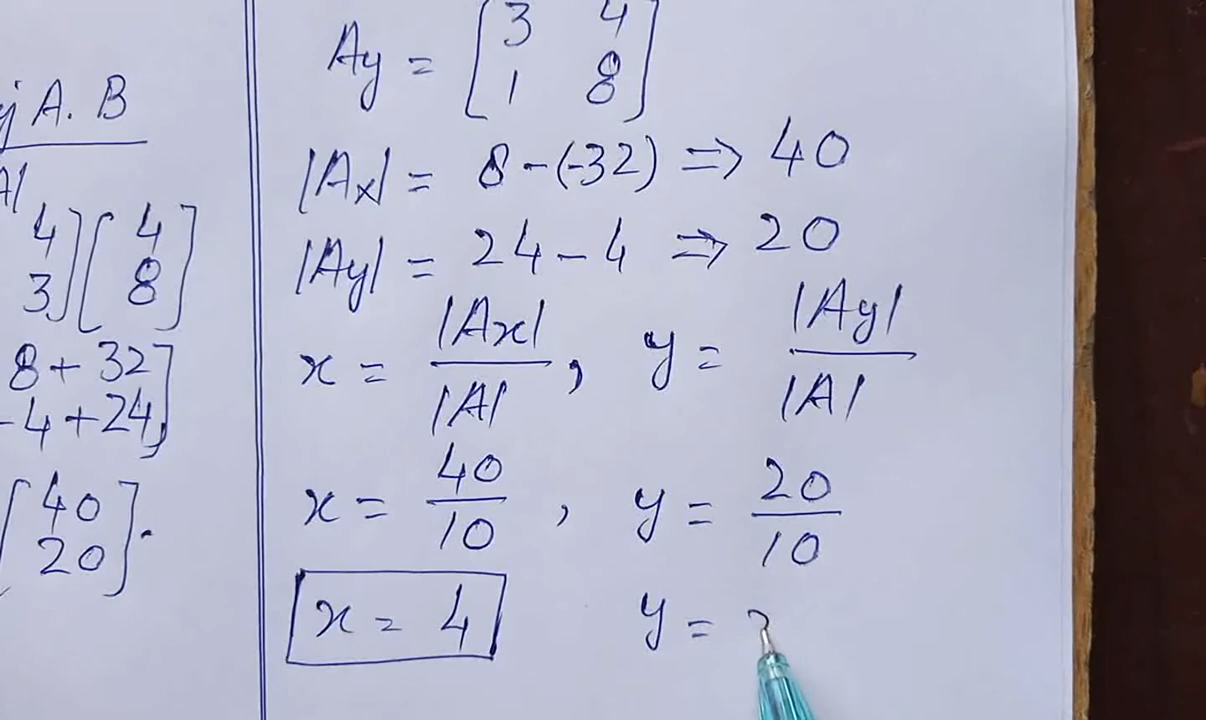 j A. B
A|
4] [4
3] [8]
8 + 32]
-4 + 24]
[40
20].
Ay = [3 4
1 8]
|Ax| = 8 - (-32) ⇒ 40
|Ay| = 24 - 4 ⇒ 20
x = |Ax| / |A| , y = |Ay| / |A|
x = 40 / 10 , y = 20 / 10
x = 4 y =